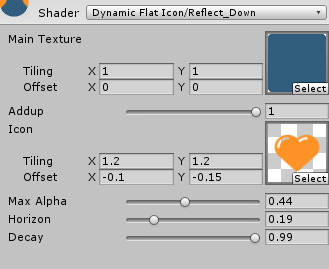 Shader Dynamic Flat Icon/Reflect_Down
Main Texture
Tiling X 1 Y 1
Offset X 0 Y 0
Select
Addup 1
Icon
Tiling X 1.2 Y 1.2
Offset X -0.1 Y -0.15
Select
Max Alpha 0.44
Horizon 0.19
Decay 0.99